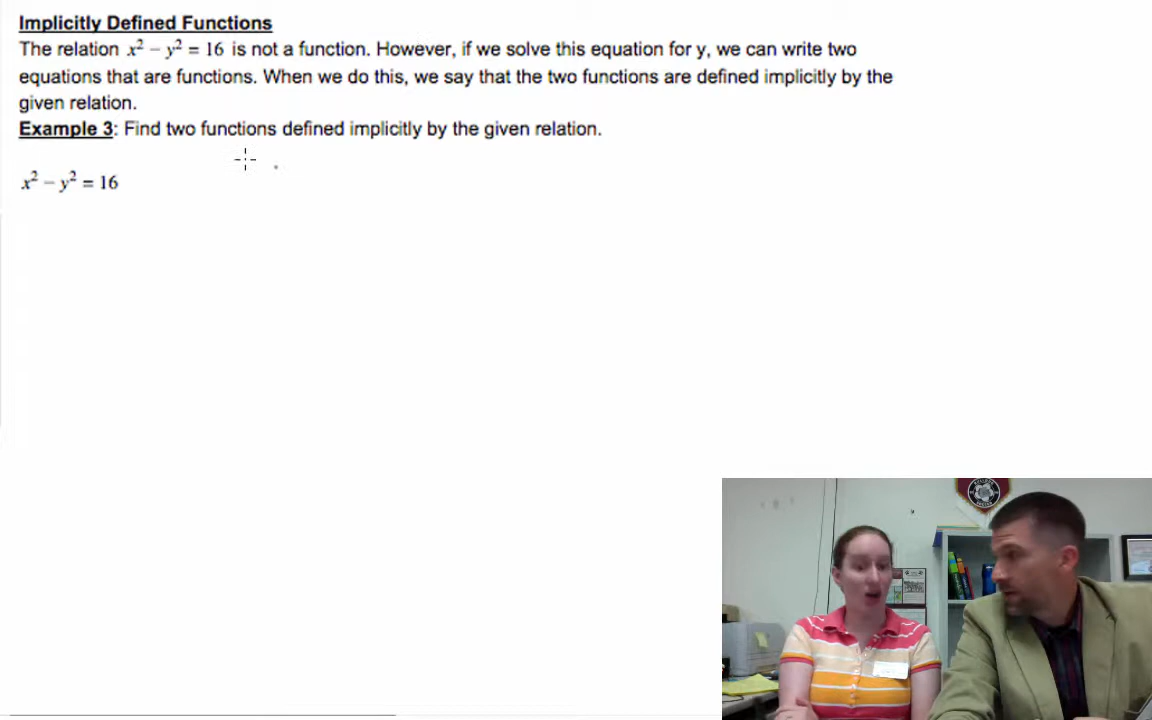 Implicitly Defined Functions
The relation x² – y² = 16 is not a function. However, if we solve this equation for y, we can write two
equations that are functions. When we do this, we say that the two functions are defined implicitly by the
given relation.
Example 3: Find two functions defined implicitly by the given relation.
x² – y² = 16